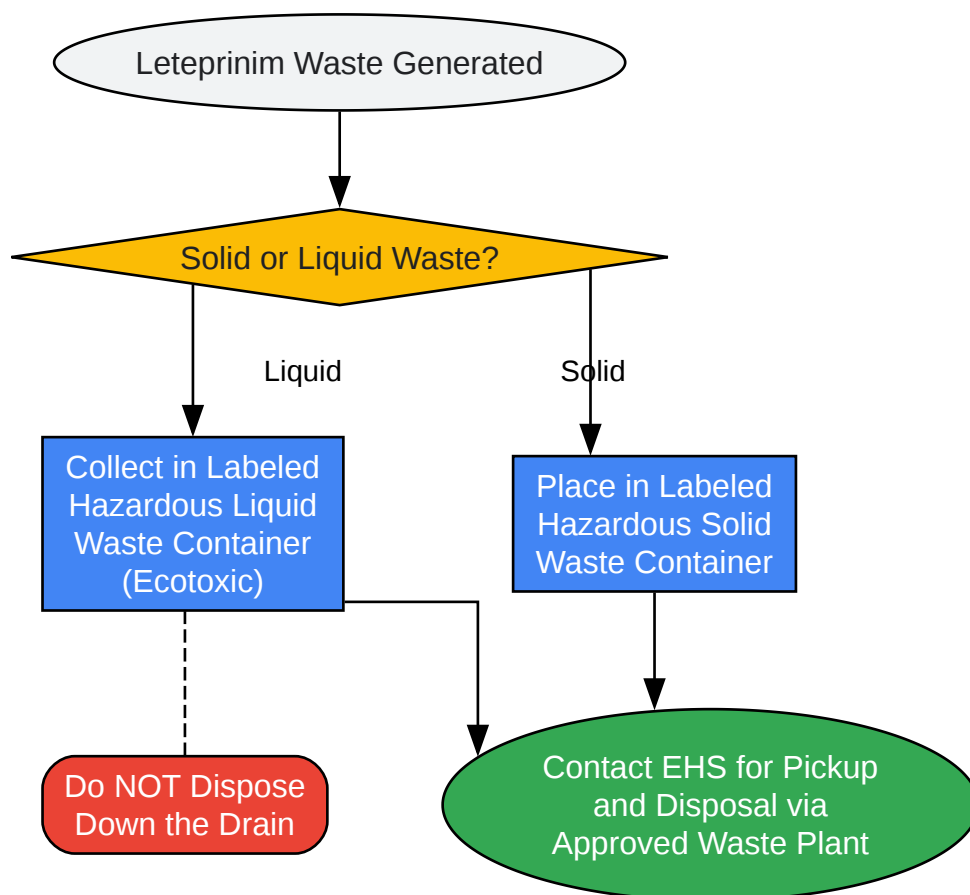 Leteprinim Waste Generated
Solid or Liquid Waste?
Liquid
Solid
Collect in Labeled
Hazardous Liquid
Waste Container
(Ecotoxic)
Place in Labeled
Hazardous Solid
Waste Container
Do NOT Dispose
Down the Drain
Contact EHS for Pickup
and Disposal via
Approved Waste Plant